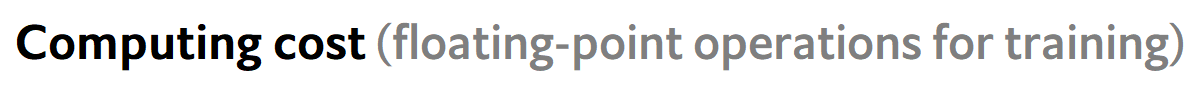 Computing cost (floating-point operations for training)